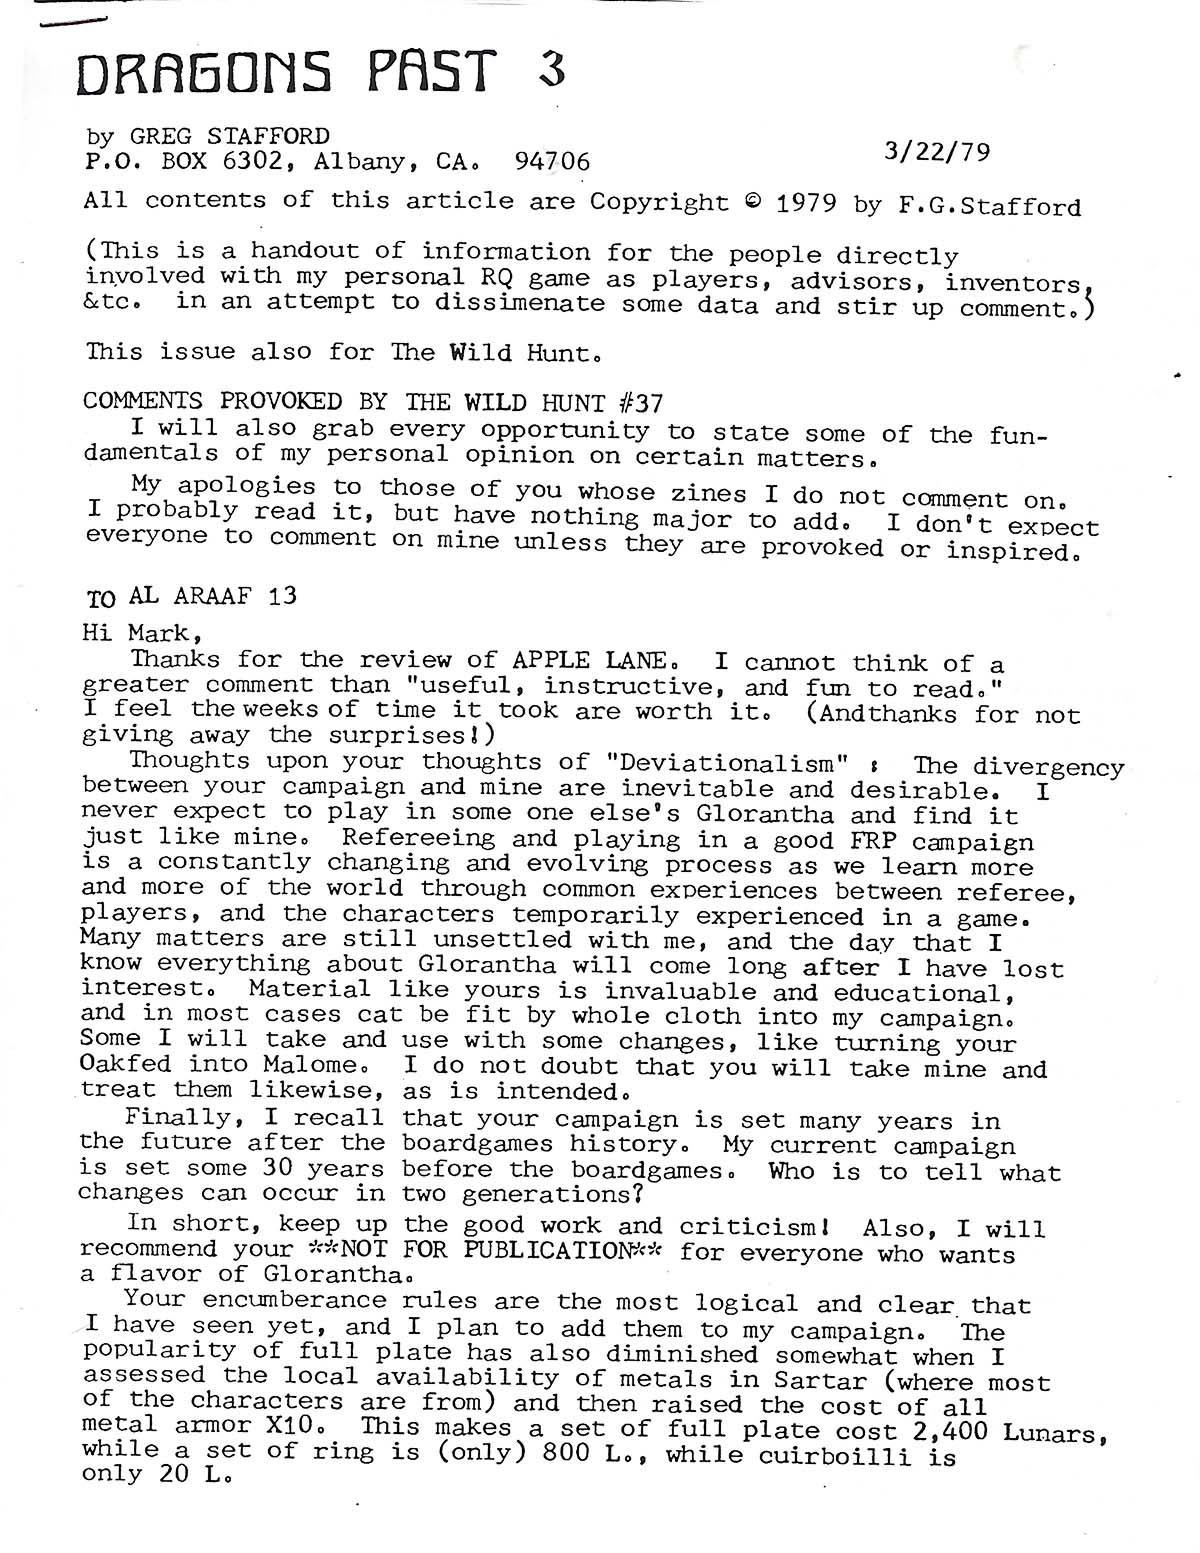 DRAGONS PAST 3
by GREG STAFFORD
P.O. BOX 6302, Albany, CA. 94706
3/22/79
All contents of this article are Copyright © 1979 by F.G.Stafford
(This is a handout of information for the people directly
involved with my personal RQ game as players, advisors, inventors,
&tc. in an attempt to dissimenate some data and stir up comment.)
This issue also for The Wild Hunt.
COMMENTS PROVOKED BY THE WILD HUNT #37
I will also grab every opportunity to state some of the fun-
damentals of my personal opinion on certain matters.
My apologies to those of you whose zines I do not comment on.
I probably read it, but have nothing major to add. I don't expect
everyone to comment on mine unless they are provoked or inspired.
TO AL ARAAF 13
Hi Mark,
Thanks for the review of APPLE LANE. I cannot think of a
greater comment than "useful, instructive, and fun to read."
I feel the weeks of time it took are worth it. (Andthanks for not
giving away the surprises!)
Thoughts upon your thoughts of "Deviationalism" : The divergency
between your campaign and mine are inevitable and desirable. I
never expect to play in some one else's Glorantha and find it
just like mine. Refereeing and playing in a good FRP campaign
is a constantly changing and evolving process as we learn more
and more of the world through common experiences between referee,
players, and the characters temporarily experienced in a game.
Many matters are still unsettled with me, and the day that I
know everything about Glorantha will come long after I have lost
interest. Material like yours is invaluable and educational,
and in most cases cat be fit by whole cloth into my campaign.
Some I will take and use with some changes, like turning your
Oakfed into Malome. I do not doubt that you will take mine and
treat them likewise, as is intended.
Finally, I recall that your campaign is set many years in
the future after the boardgames history. My current campaign
is set some 30 years before the boardgames. Who is to tell what
changes can occur in two generations?
In short, keep up the good work and criticism! Also, I will
recommend your **NOT FOR PUBLICATION** for everyone who wants
a flavor of Glorantha.
Your encumberance rules are the most logical and clear that
I have seen yet, and I plan to add them to my campaign. The
popularity of full plate has also diminished somewhat when I
assessed the local availability of metals in Sartar (where most
of the characters are from) and then raised the cost of all
metal armor X10. This makes a set of full plate cost 2,400 Lunars,
while a set of ring is (only) 800 L., while cuirboilli is
only 20 L.